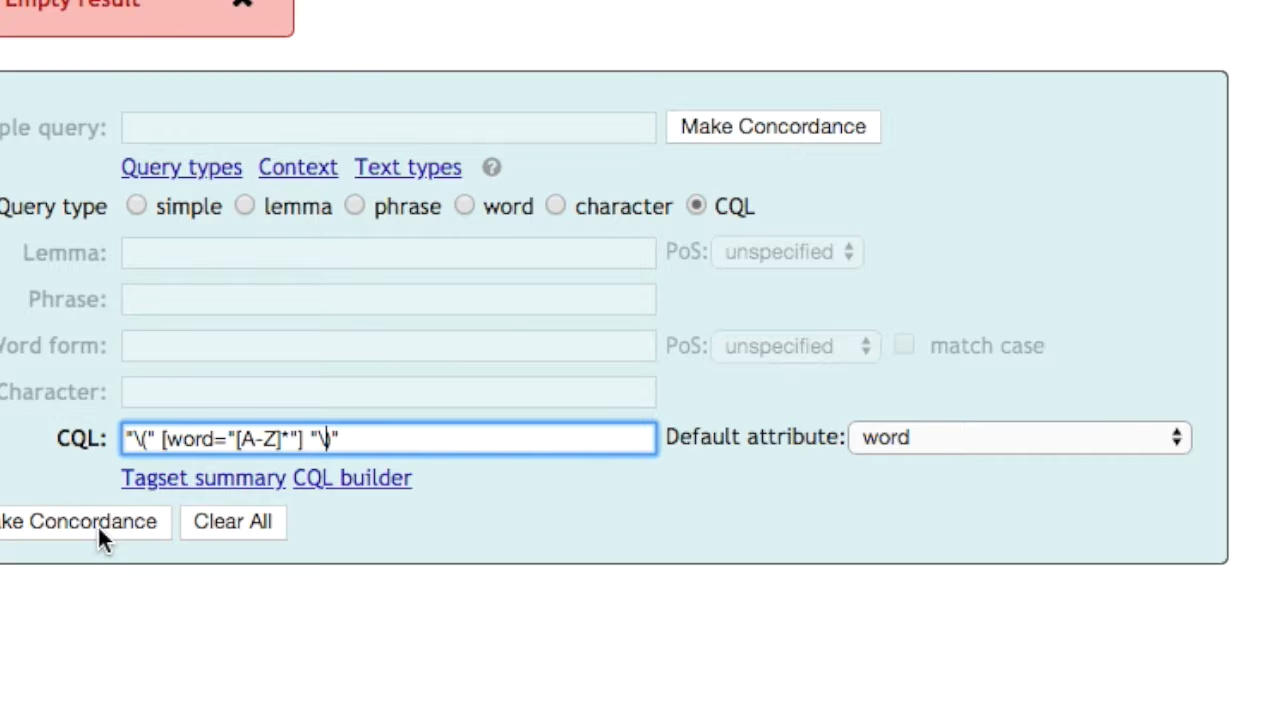 Empty result ✖
ple query: Make Concordance
Query types Context Text types ?
Query type simple lemma phrase word character CQL
Lemma: PoS: unspecified
Phrase:
Word form: PoS: unspecified match case
Character:
CQL: "\(" [word="[A-Z]*"] "\)" Default attribute: word
Tagset summary CQL builder
ke Concordance Clear All